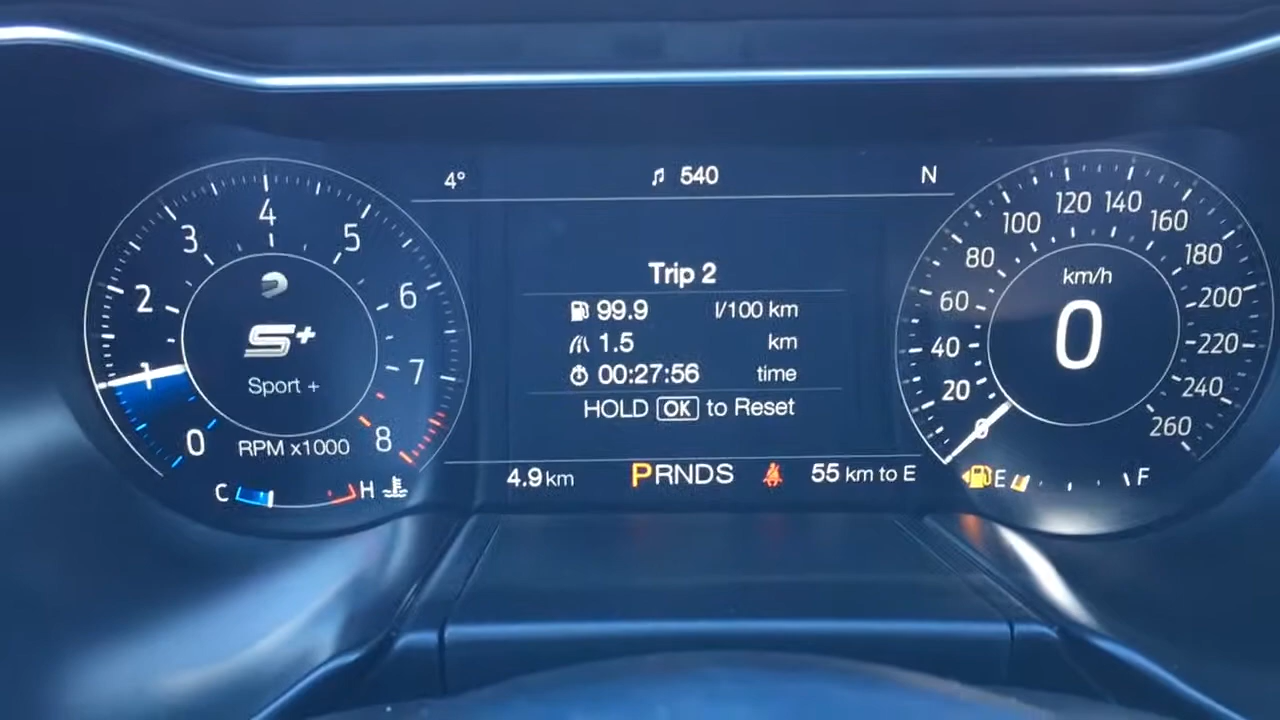 4° 540 N
4
3 5
2 6
1 7
0 8
S+
Sport +
RPM x1000
C H
Trip 2
99.9 l/100 km
1.5 km
00:27:56 time
HOLD OK to Reset
4.9 km PRNDS 55 km to E
120 140
100 160
80 180
60 200
40 220
20 240
0 260
km/h
0
E F